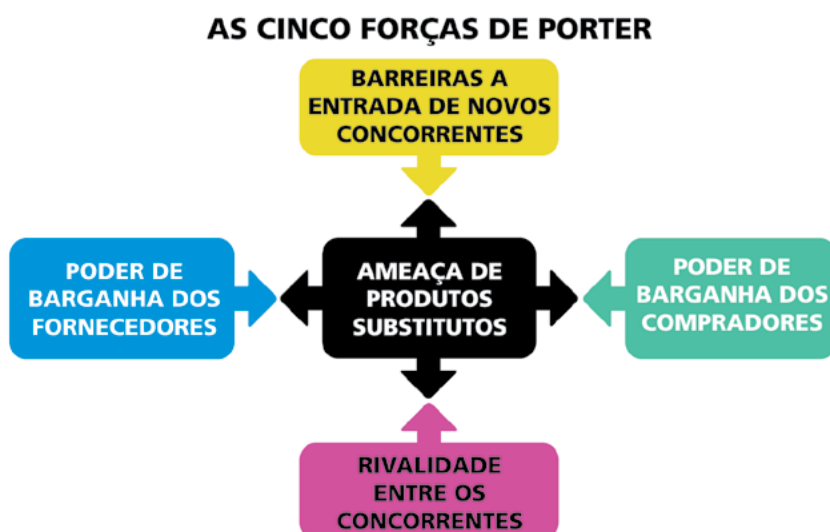 AS CINCO FORÇAS DE PORTER
BARREIRAS A
ENTRADA DE NOVOS
CONCORRENTES
PODER DE
BARGANHA DOS
FORNECEDORES
AMEAÇA DE
PRODUTOS
SUBSTITUTOS
PODER DE
BARGANHA DOS
COMPRADORES
RIVALIDADE
ENTRE OS
CONCORRENTES